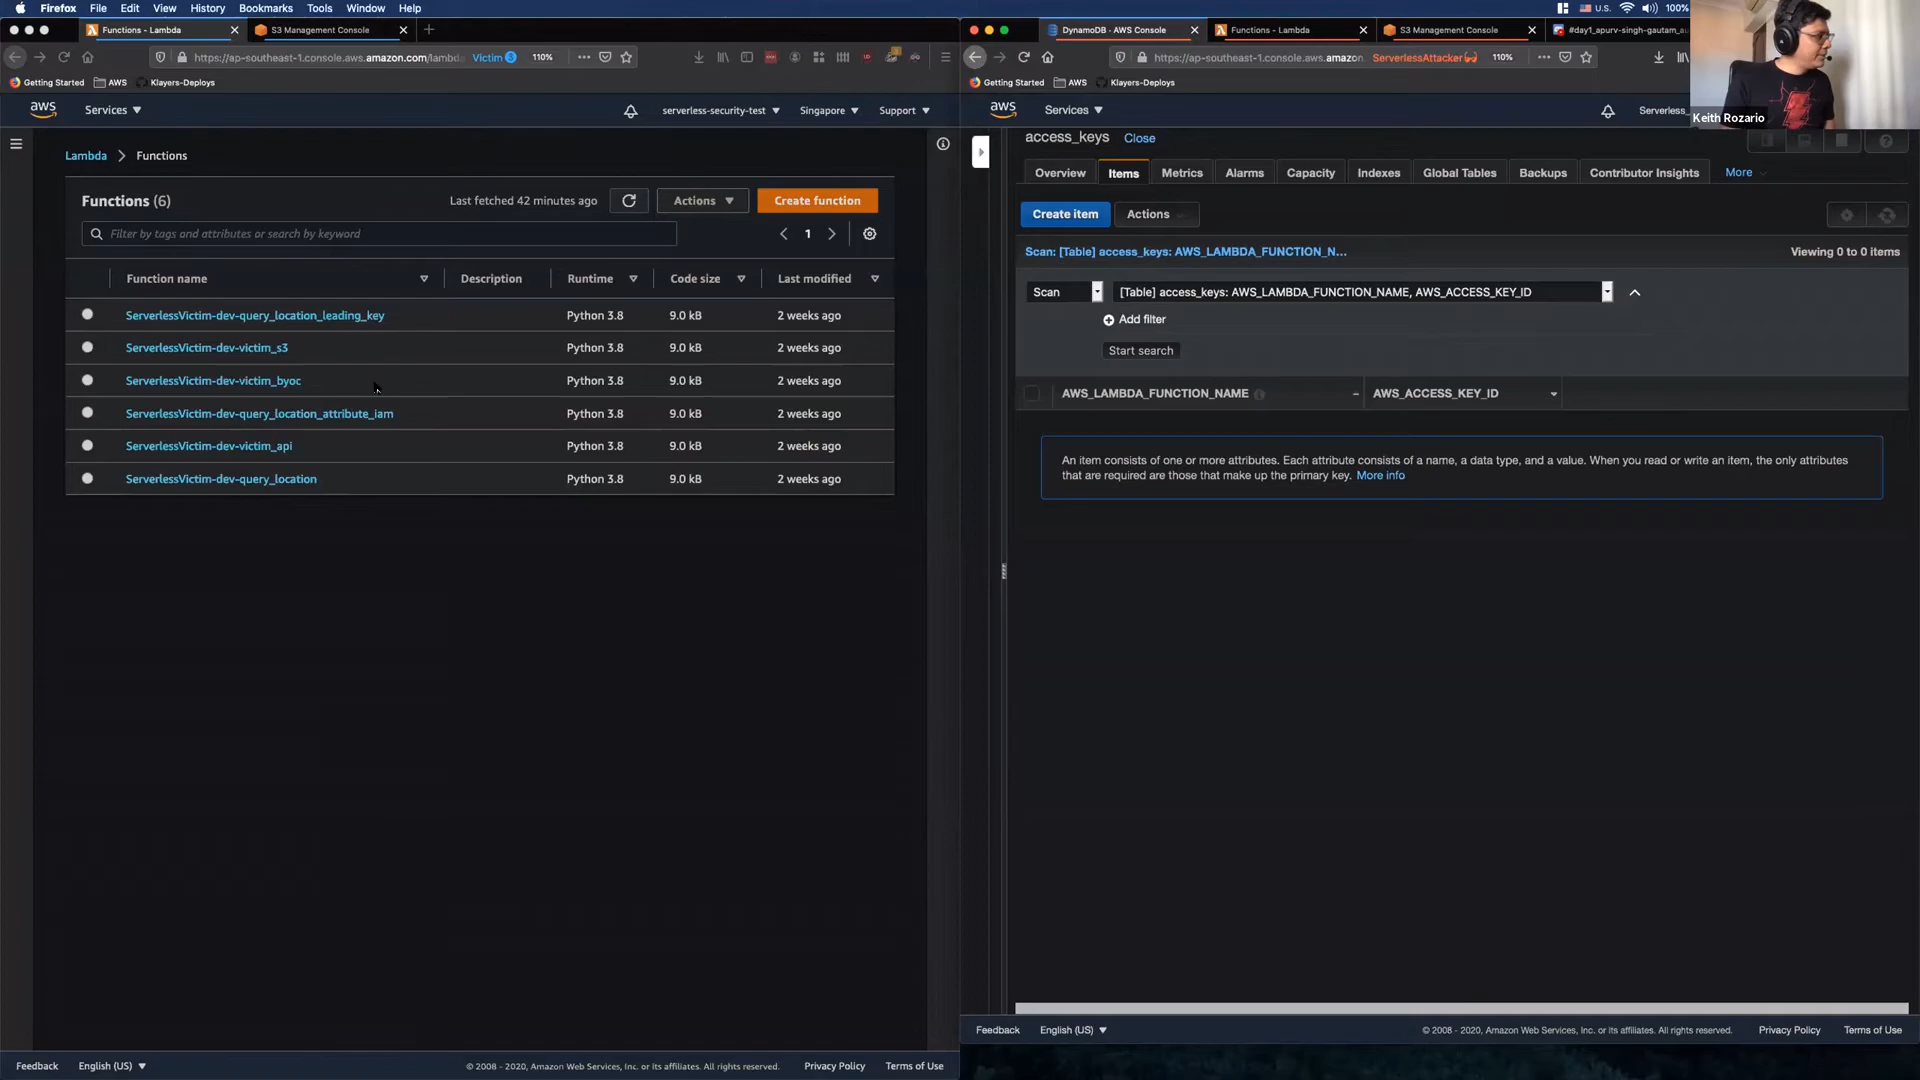 Firefox File Edit View History Bookmarks Tools Window Help
U.S. 100%
Functions - Lambda
S3 Management Console
https://ap-southeast-1.console.aws.amazon.com/lambd Victim 110%
Getting Started AWS Klayers-Deploys
aws Services serverless-security-test Singapore Support
Lambda Functions
Functions (6) Last fetched 42 minutes ago Actions Create function
Filter by tags and attributes or search by keyword 1
Function name Description Runtime Code size Last modified
ServerlessVictim-dev-query_location_leading_key Python 3.8 9.0 kB 2 weeks ago
ServerlessVictim-dev-victim_s3 Python 3.8 9.0 kB 2 weeks ago
ServerlessVictim-dev-victim_byoc Python 3.8 9.0 kB 2 weeks ago
ServerlessVictim-dev-query_location_attribute_iam Python 3.8 9.0 kB 2 weeks ago
ServerlessVictim-dev-victim_api Python 3.8 9.0 kB 2 weeks ago
ServerlessVictim-dev-query_location Python 3.8 9.0 kB 2 weeks ago
Feedback English (US) © 2008 - 2020, Amazon Web Services, Inc. or its affiliates. All rights reserved. Privacy Policy Terms of Use
DynamoDB - AWS Console
Functions - Lambda
S3 Management Console
#day1_apurv-singh-gautam_au
https://ap-southeast-1.console.aws.amazon. ServerlessAttacker 110%
Getting Started AWS Klayers-Deploys
aws Services Serverless_
Keith Rozario
access_keys Close
Overview Items Metrics Alarms Capacity Indexes Global Tables Backups Contributor Insights More
Create item Actions
Scan: [Table] access_keys: AWS_LAMBDA_FUNCTION_N... Viewing 0 to 0 items
Scan [Table] access_keys: AWS_LAMBDA_FUNCTION_NAME, AWS_ACCESS_KEY_ID
Add filter
Start search
AWS_LAMBDA_FUNCTION_NAME AWS_ACCESS_KEY_ID
An item consists of one or more attributes. Each attribute consists of a name, a data type, and a value. When you read or write an item, the only attributes
that are required are those that make up the primary key. More info
Feedback English (US) © 2008 - 2020, Amazon Web Services, Inc. or its affiliates. All rights reserved. Privacy Policy Terms of Use